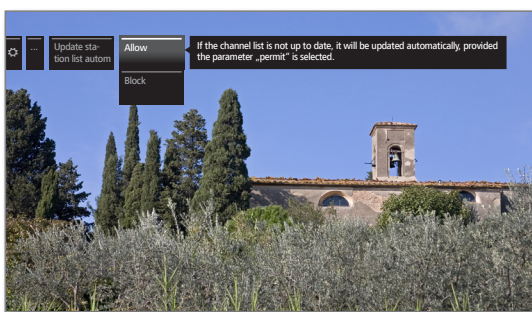 ...
Update sta-
tion list autom
Allow
If the channel list is not up to date, it will be updated automatically, provided
the parameter „permit“ is selected.
Block